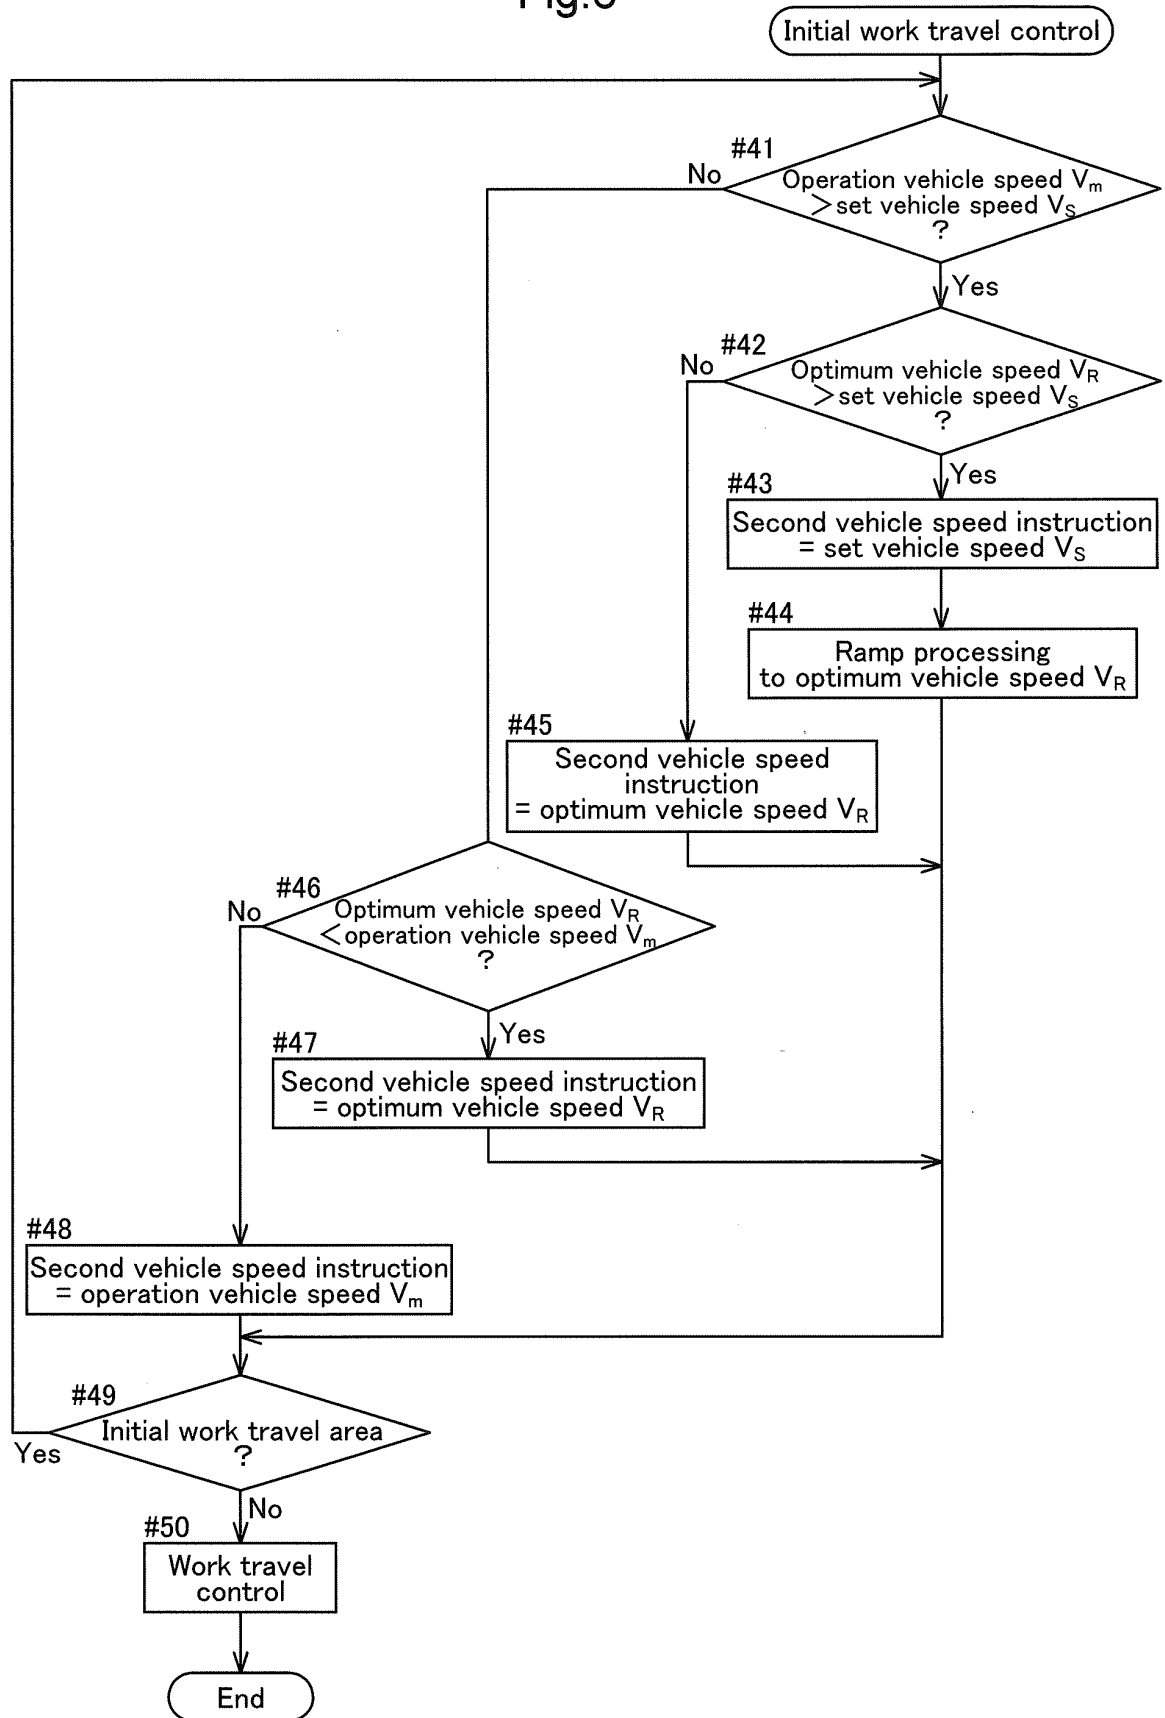 Initial work travel control
#41
No
Operation vehicle speed Vm
>set vehicle speed VS
?
Yes
#42
No
Optimum vehicle speed VR
>set vehicle speed VS
?
Yes
#43
Second vehicle speed instruction
= set vehicle speed VS
#44
Ramp processing
to optimum vehicle speed VR
#45
Second vehicle speed
instruction
= optimum vehicle speed VR
#46
No
Optimum vehicle speed VR
<operation vehicle speed Vm
?
Yes
#47
Second vehicle speed instruction
= optimum vehicle speed VR
#48
Second vehicle speed instruction
= operation vehicle speed Vm
#49
Initial work travel area
?
Yes
No
#50
Work travel
control
End